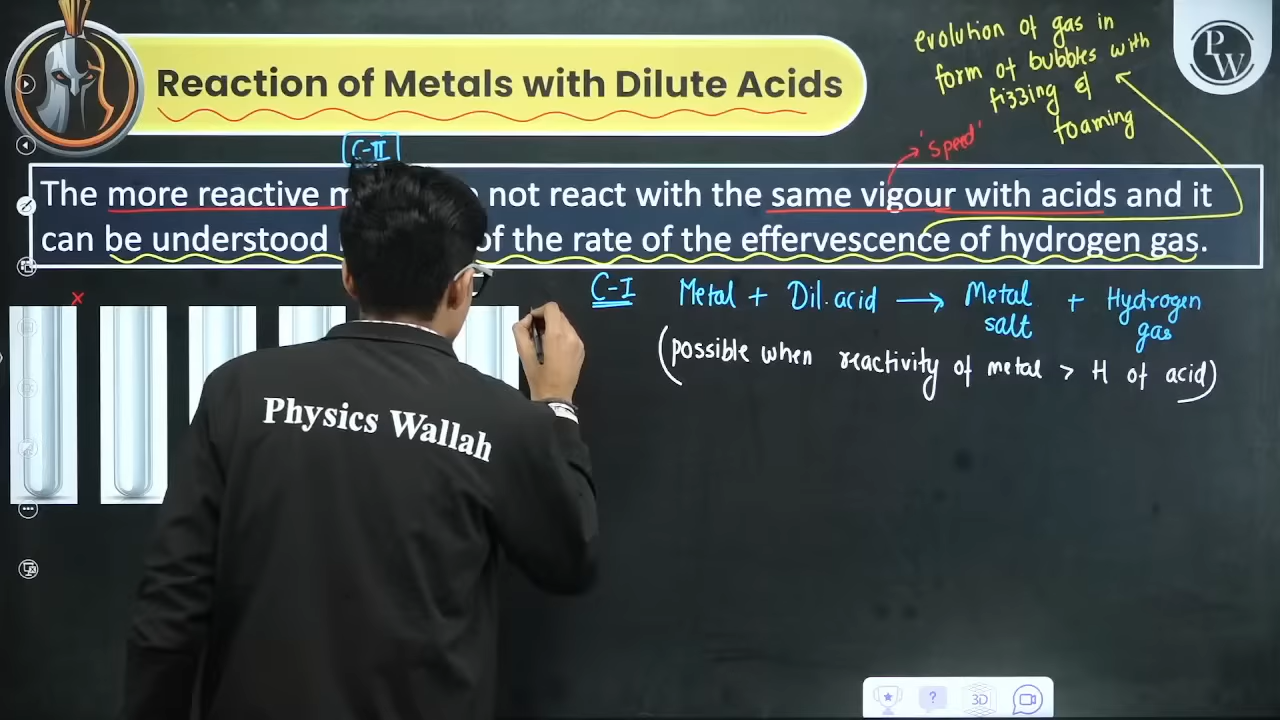 evolution of gas in
form of bubbles with
fizzing &
foaming
PW
Reaction of Metals with Dilute Acids
'speed'
C-II
The more reactive m not react with the same vigour with acids and it
can be understood of the rate of the effervescence of hydrogen gas.
C-I Metal + Dil. acid → Metal salt + Hydrogen gas
(possible when reactivity of metal > H of acid)
Physics Wallah
?
3D